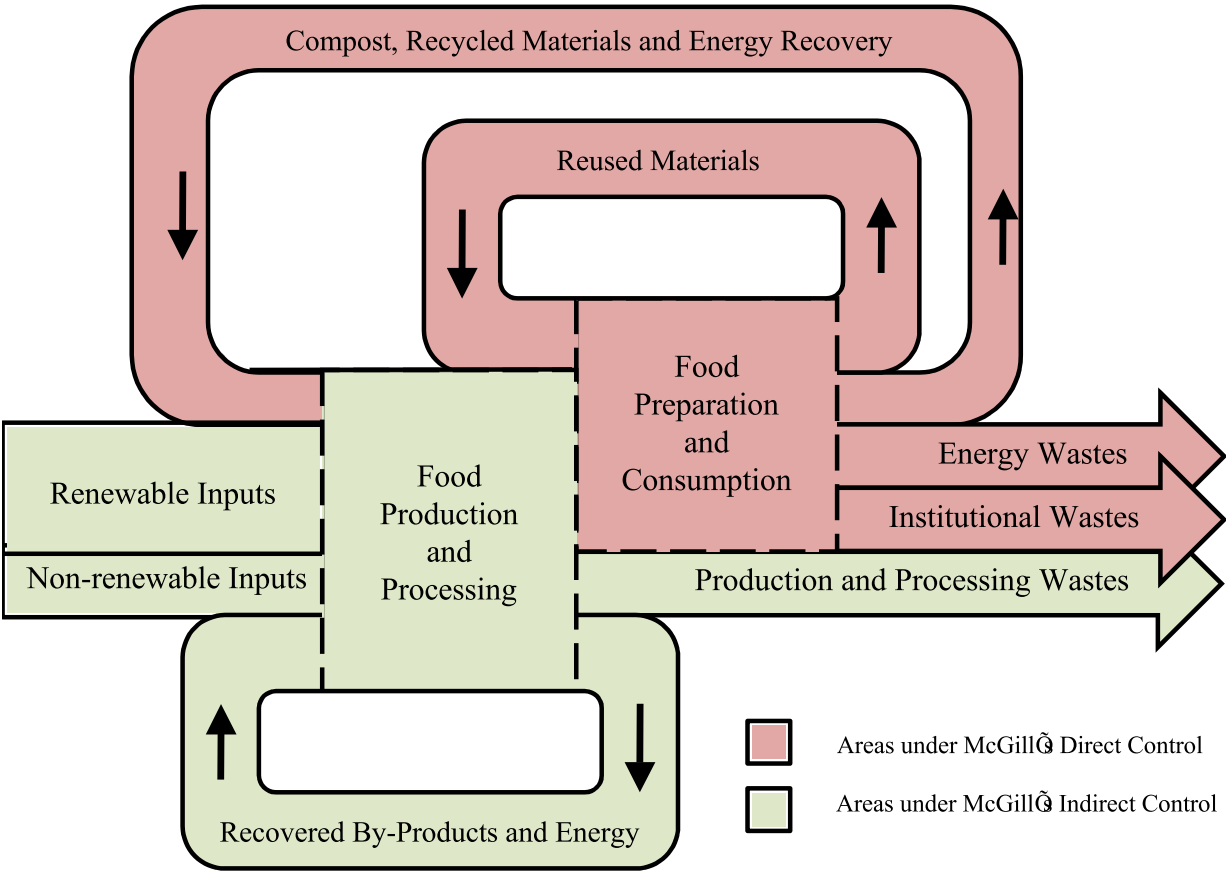 Compost, Recycled Materials and Energy Recovery
Reused Materials
Food
Preparation
and
Consumption
Energy Wastes
Renewable Inputs
Food
Production
and
Processing
Institutional Wastes
Non-renewable Inputs
Production and Processing Wastes
Recovered By-Products and Energy
Areas under McGillÕs Direct Control
Areas under McGillÕs Indirect Control